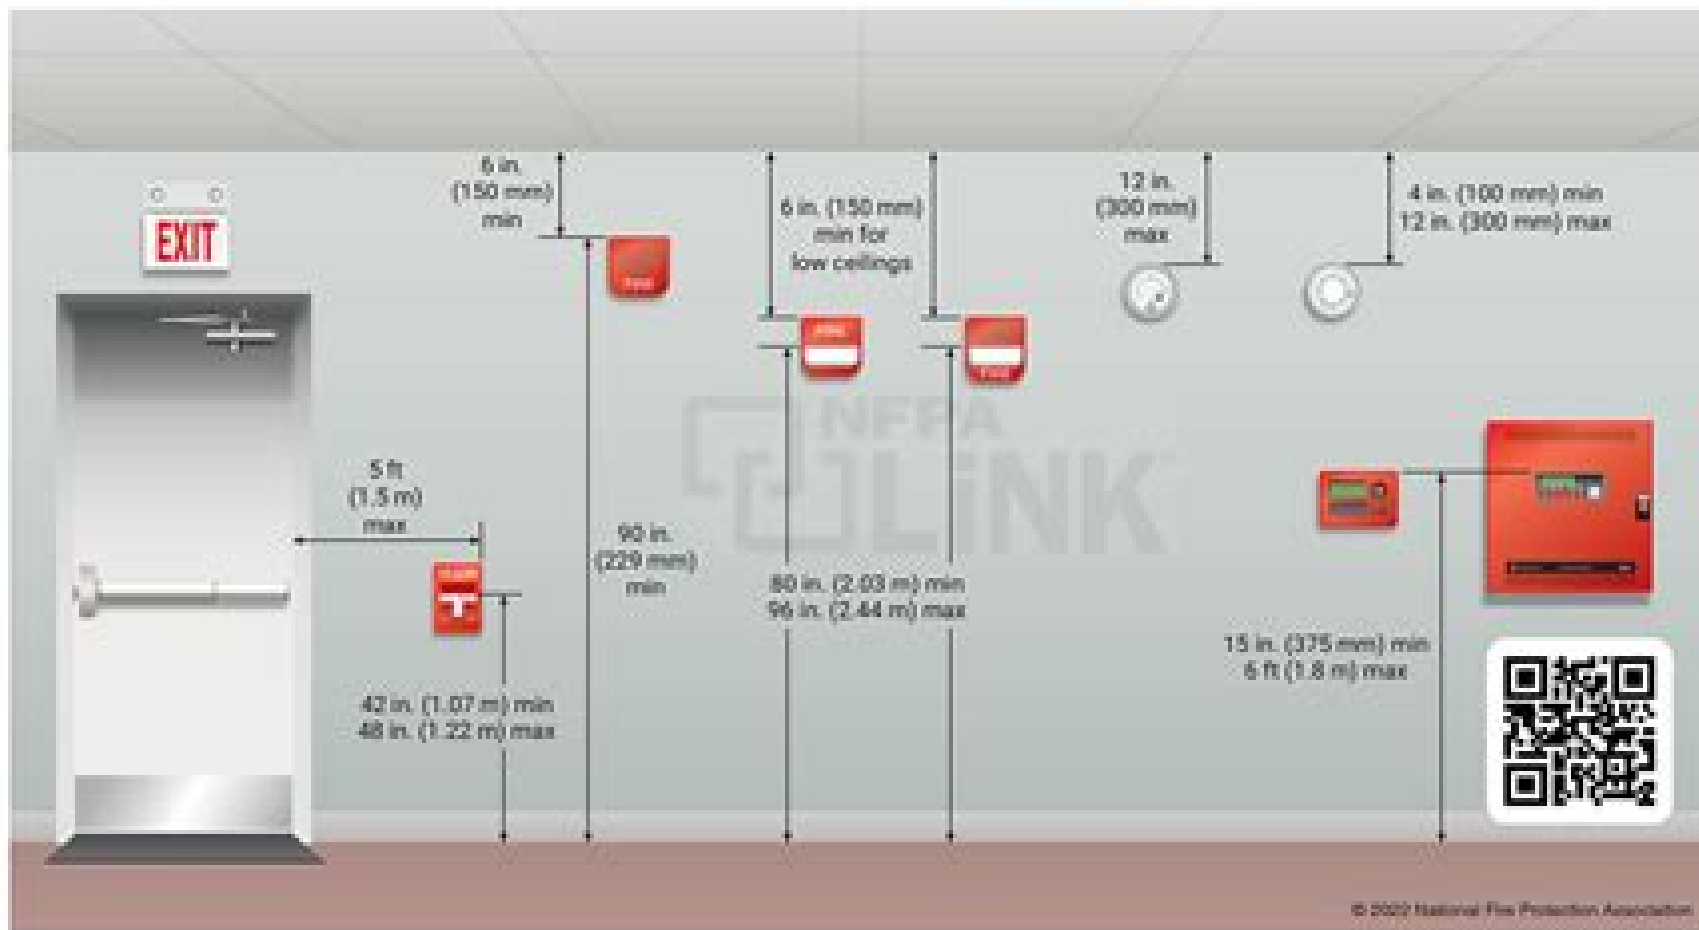 EXIT
6 in.
(150 mm)
min
6 in. (150 mm)
min for
low ceilings
12 in.
(300 mm)
max
4 in. (100 mm) min
12 in. (300 mm) max
NFPA
LiNK
5 ft
(1.5 m)
max
90 in.
(229 mm)
min
80 in. (2.03 m) min
96 in. (2.44 m) max
15 in. (375 mm) min
6 ft (1.8 m) max
42 in. (1.07 m) min
48 in. (1.22 m) max
© 2022 National Fire Protection Association